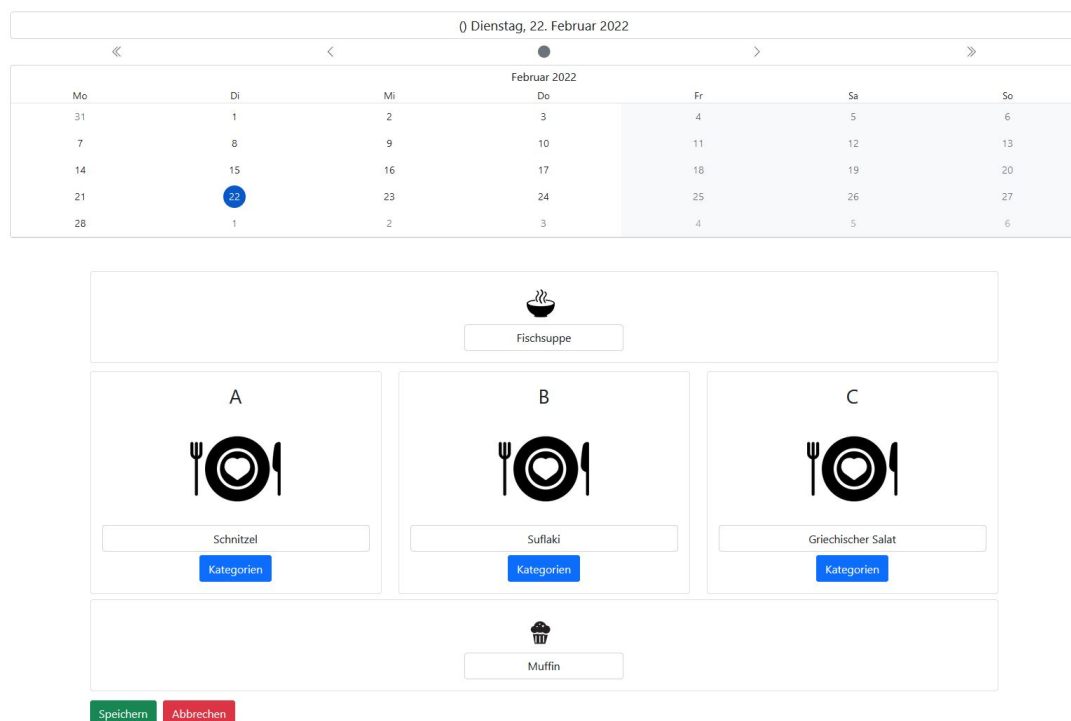 () Dienstag, 22. Februar 2022
Februar 2022
Mo Di Mi Do Fr Sa So
31 1 2 3 4 5 6
7 8 9 10 11 12 13
14 15 16 17 18 19 20
21 22 23 24 25 26 27
28 1 2 3 4 5 6
Fischsuppe
A B C
Schnitzel Suflaki Griechischer Salat
Kategorien Kategorien Kategorien
Muffin
Speichern Abbrechen